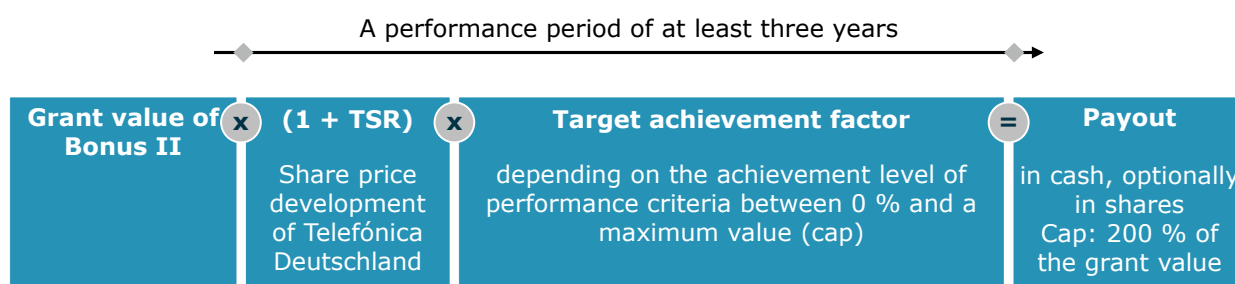 A performance period of at least three years
Grant value of
Bonus II
x
(1 + TSR)
Share price
development
of Telefónica
Deutschland
x
Target achievement factor
depending on the achievement level of
performance criteria between 0 % and a
maximum value (cap)
=
Payout
in cash, optionally
in shares
Cap: 200 % of
the grant value